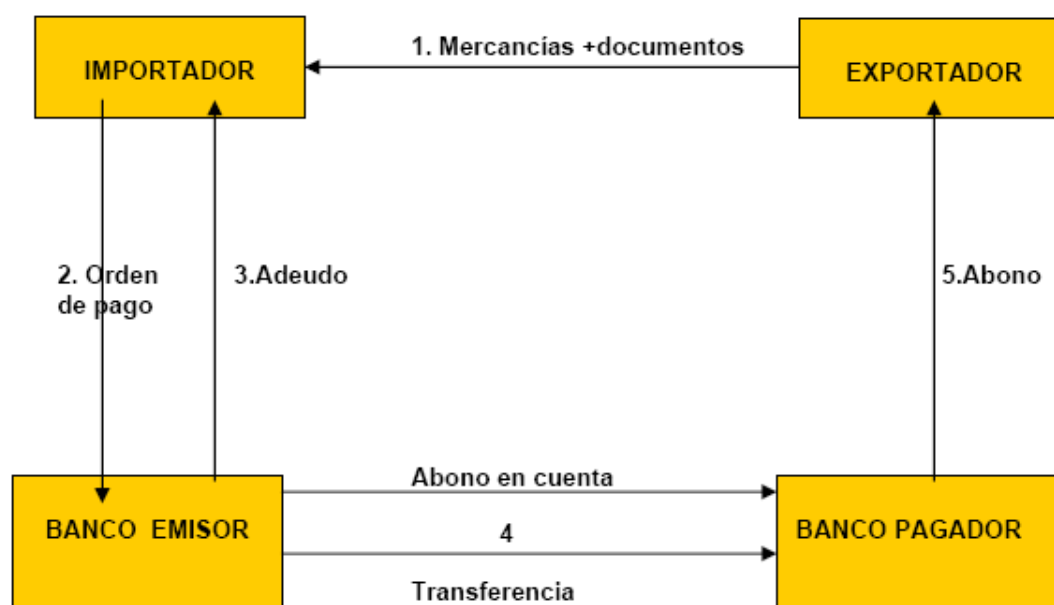 1. Mercancías +documentos
IMPORTADOR
EXPORTADOR
2. Orden
de pago
3.Adeudo
5.Abono
Abono en cuenta
BANCO EMISOR
4
BANCO PAGADOR
Transferencia